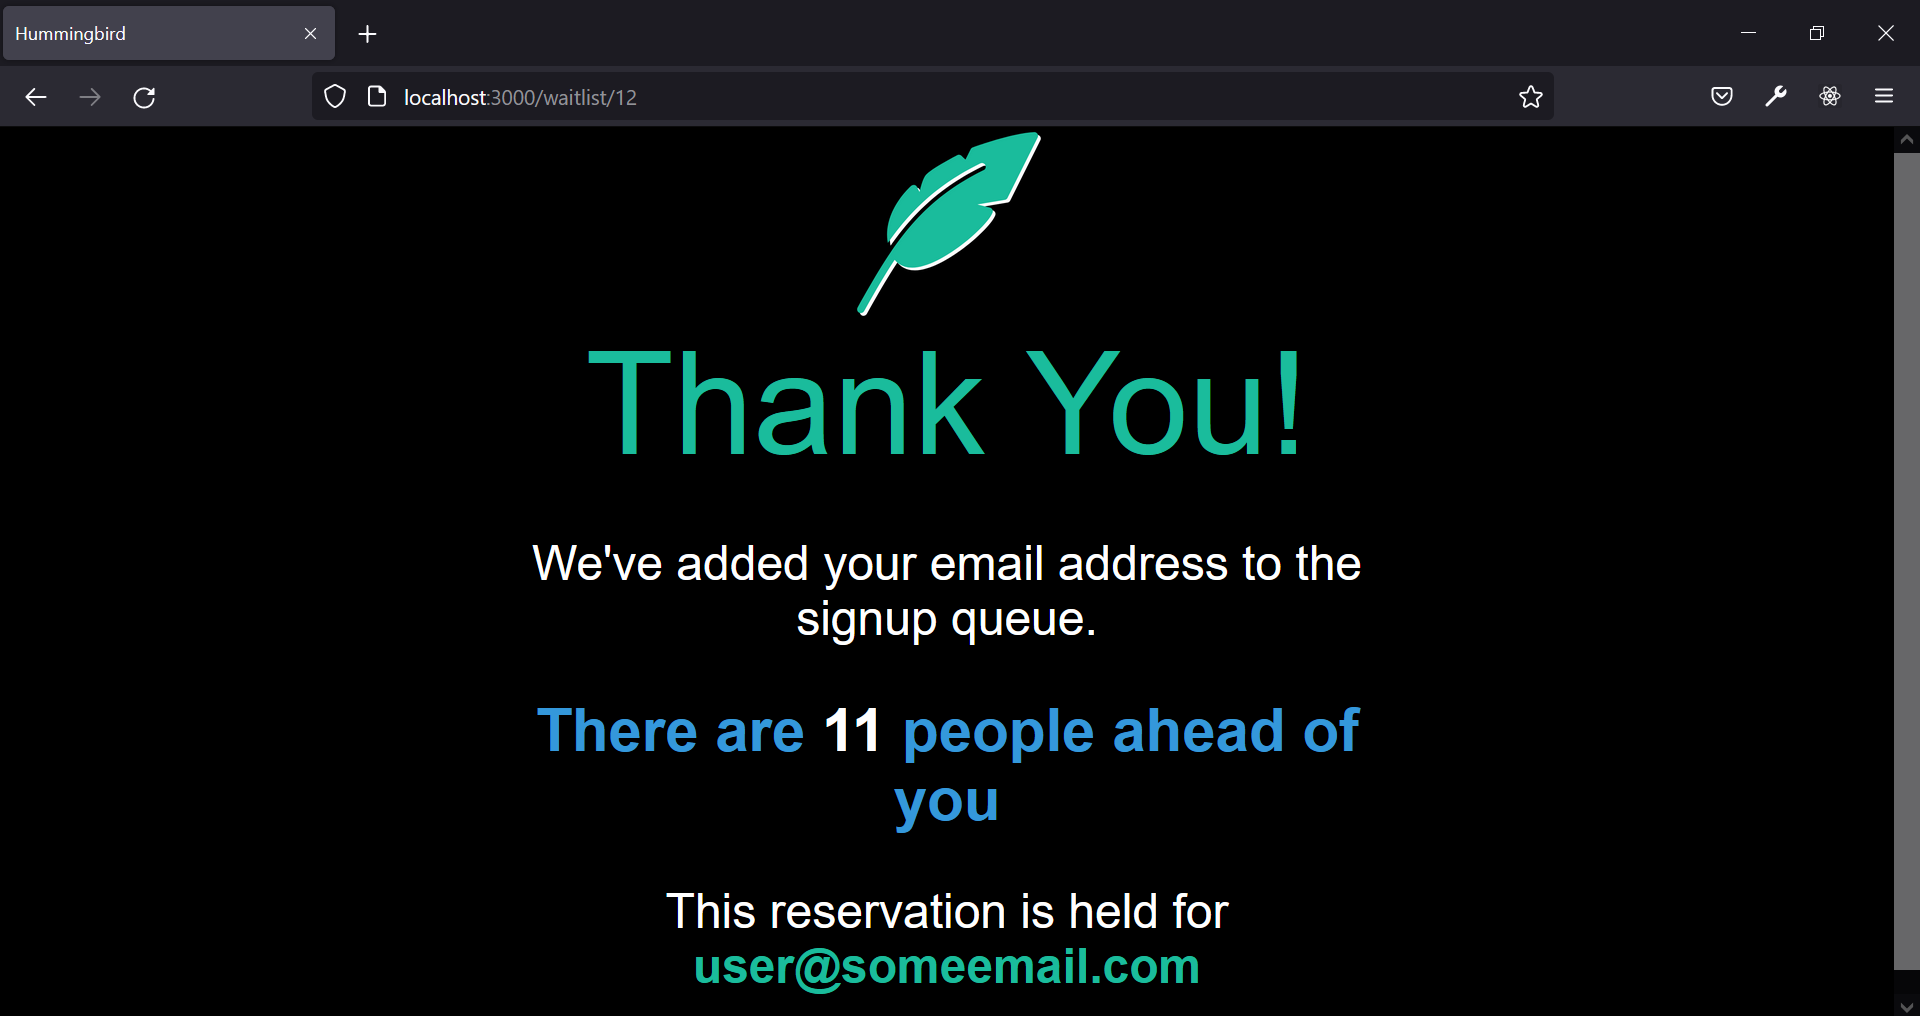 Hummingbird
localhost:3000/waitlist/12
Thank You!
We've added your email address to the
signup queue.
There are 11 people ahead of
you
This reservation is held for
user@someemail.com